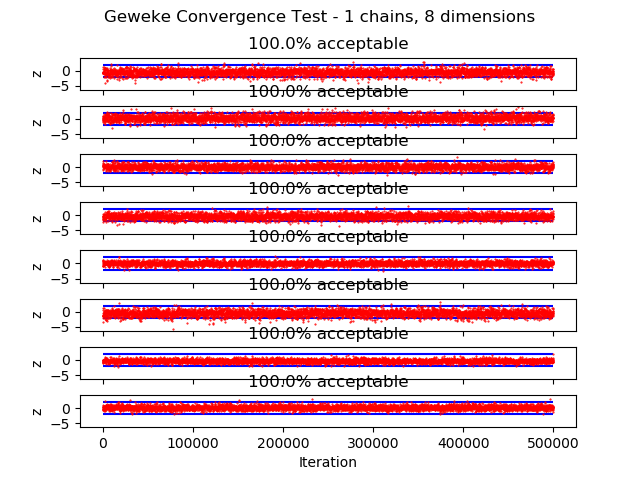 Geweke Convergence Test - 1 chains, 8 dimensions
100.0% acceptable
z
0
−5
100.0% acceptable
z
0
−5
100.0% acceptable
z
0
−5
100.0% acceptable
z
0
−5
100.0% acceptable
z
0
−5
100.0% acceptable
z
0
−5
100.0% acceptable
z
0
−5
100.0% acceptable
z
0
−5
0 100000 200000 300000 400000 500000
Iteration